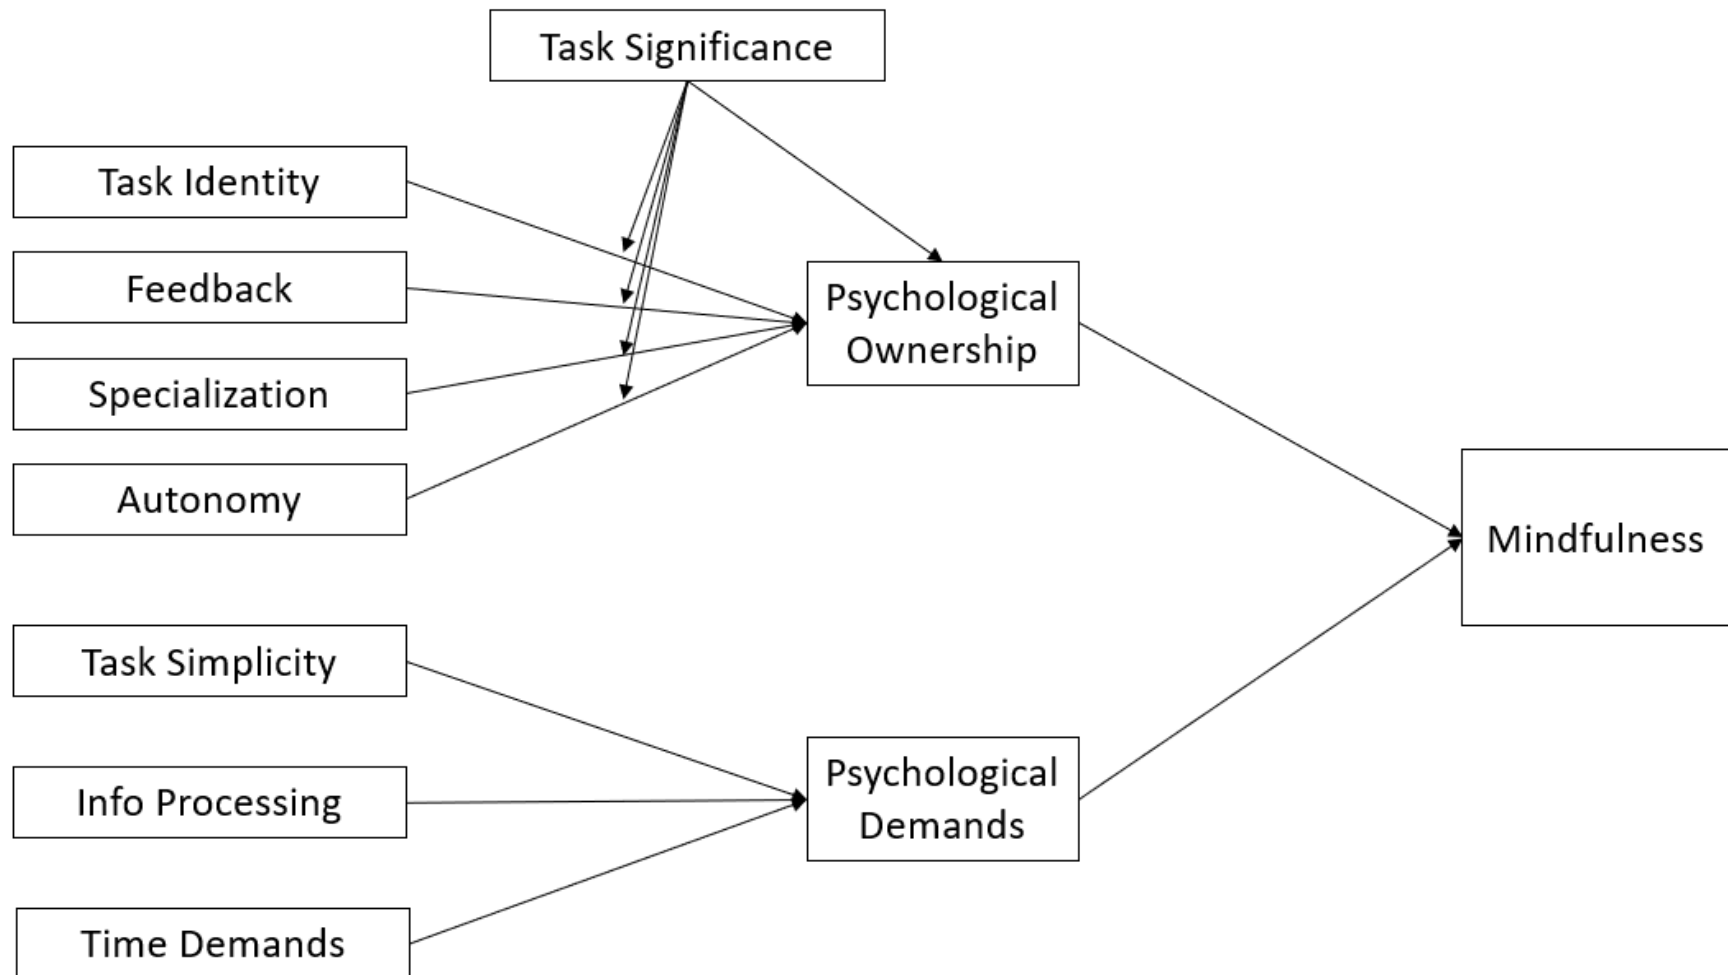 Task Significance
Task Identity
Feedback
Specialization
Autonomy
Psychological
Ownership
Mindfulness
Task Simplicity
Info Processing
Time Demands
Psychological
Demands